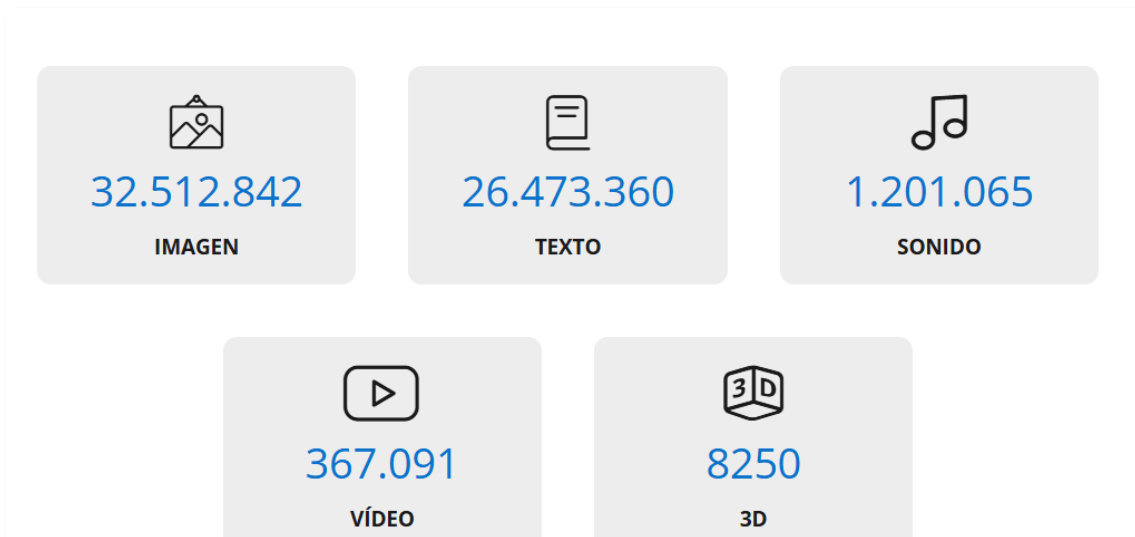 32.512.842
IMAGEN
26.473.360
TEXTO
1.201.065
SONIDO
367.091
VÍDEO
3D
8250
3D